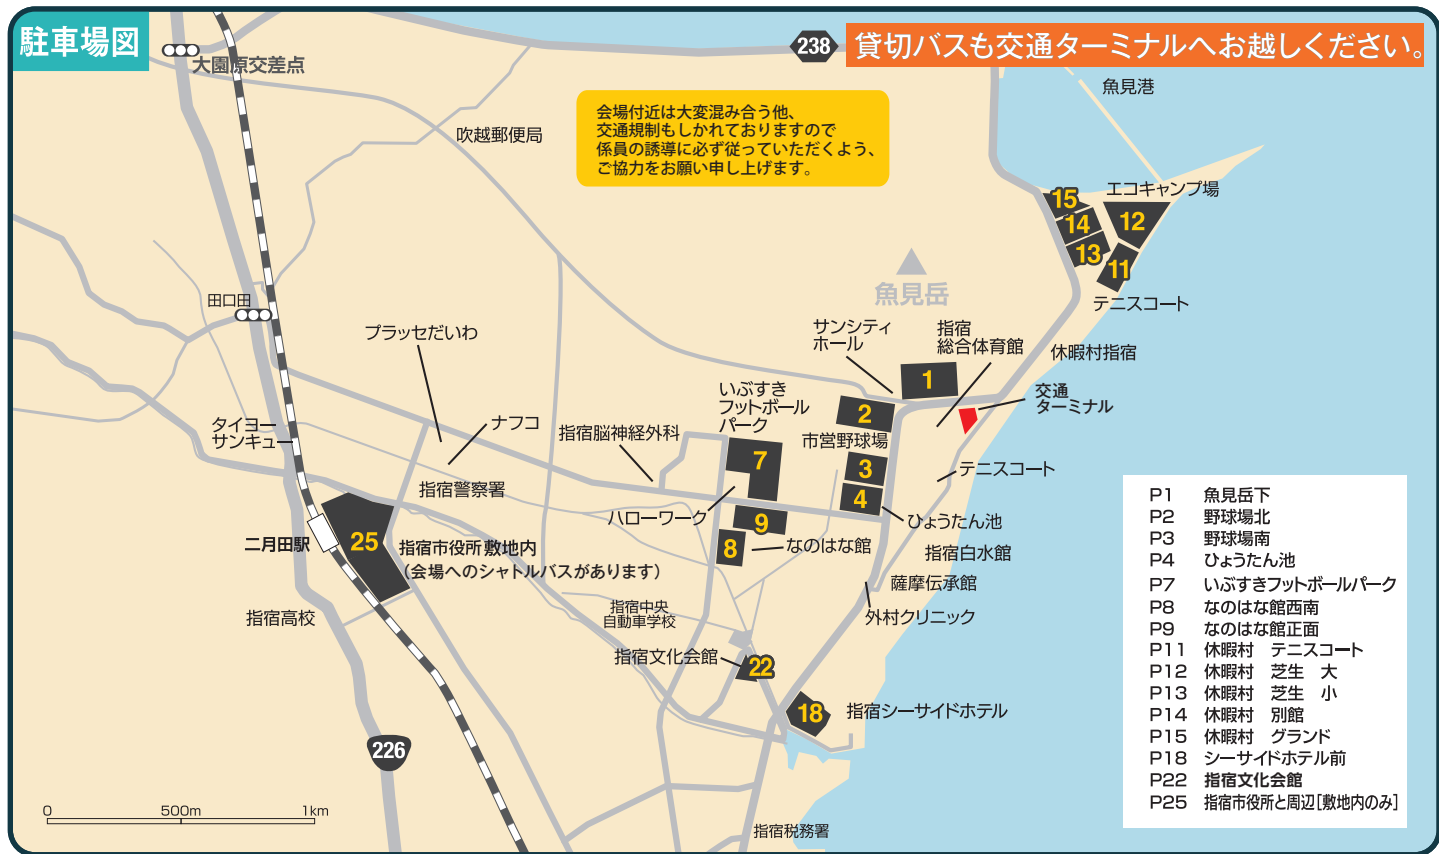 駐車場図
大園原交差点
238
貸切バスも交通ターミナルへお越しください。
魚見港
会場付近は大変混み合う他、
交通規制もしかれておりますので
係員の誘導に必ず従っていただくよう、
ご協力をお願い申し上げます。
吹越郵便局
エコキャンプ場
15
14
13
12
11
テニスコート
魚見岳
田口田
プラッセだいわ
サンシティ
ホール
指宿
総合体育館
休暇村指宿
1
交通
ターミナル
いぶすき
フットボール
パーク
2
市営野球場
タイヨー
サンキュー
ナフコ
指宿脳神経外科
7
3
テニスコート
指宿警察署
4
ハローワーク
9
ひょうたん池
二月田駅
25
指宿市役所敷地内
(会場へのシャトルバスがあります)
8
なのはな館
指宿白水館
薩摩伝承館
指宿高校
指宿中央
自動車学校
外村クリニック
指宿文化会館
22
18
指宿シーサイドホテル
226
0 500m 1km
指宿税務署
P1 魚見岳下
P2 野球場北
P3 野球場南
P4 ひょうたん池
P7 いぶすきフットボールパーク
P8 なのはな館西南
P9 なのはな館正面
P11 休暇村 テニスコート
P12 休暇村 芝生 大
P13 休暇村 芝生 小
P14 休暇村 別館
P15 休暇村 グランド
P18 シーサイドホテル前
P22 指宿文化会館
P25 指宿市役所と周辺[敷地内のみ]